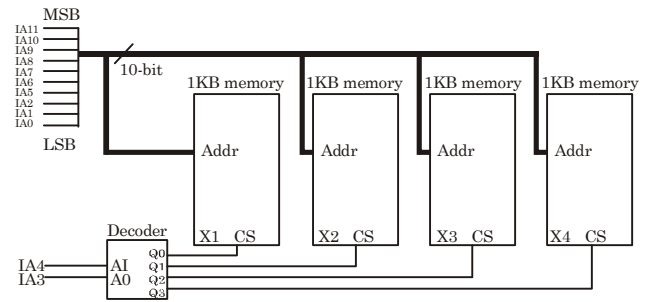 MSB
IA11
IA10
IA9
IA8
IA7
IA6
IA5
IA2
IA1
IA0
LSB
10-bit
1KB memory
1KB memory
1KB memory
1KB memory
Addr
Addr
Addr
Addr
X1 CS
X2 CS
X3 CS
X4 CS
Decoder
IA4
IA3
AI
A0
Q0
Q1
Q2
Q3